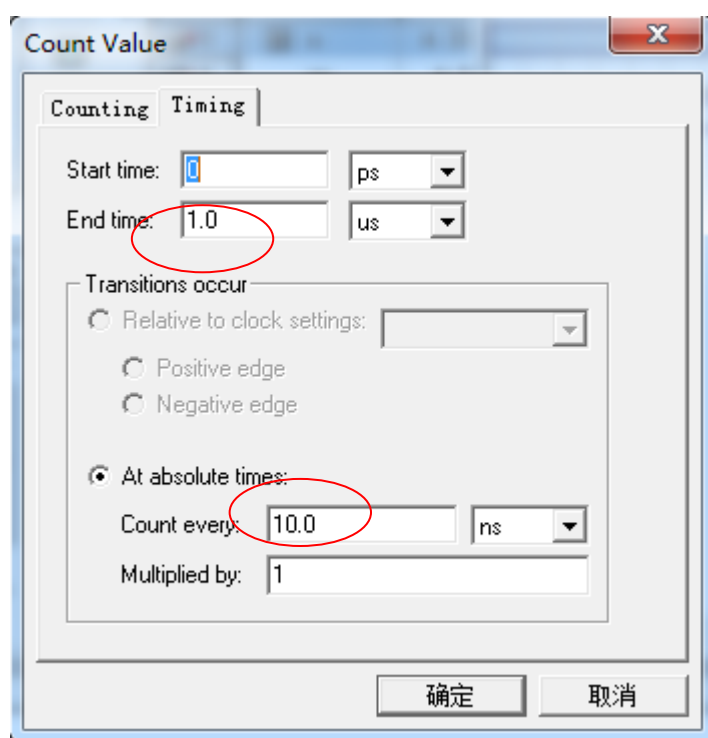 Count Value
Counting Timing
Start time: 0 ps
End time: 1.0 us
Transitions occur
Relative to clock settings:
Positive edge
Negative edge
At absolute times:
Count every: 10.0 ns
Multiplied by: 1
确定 取消